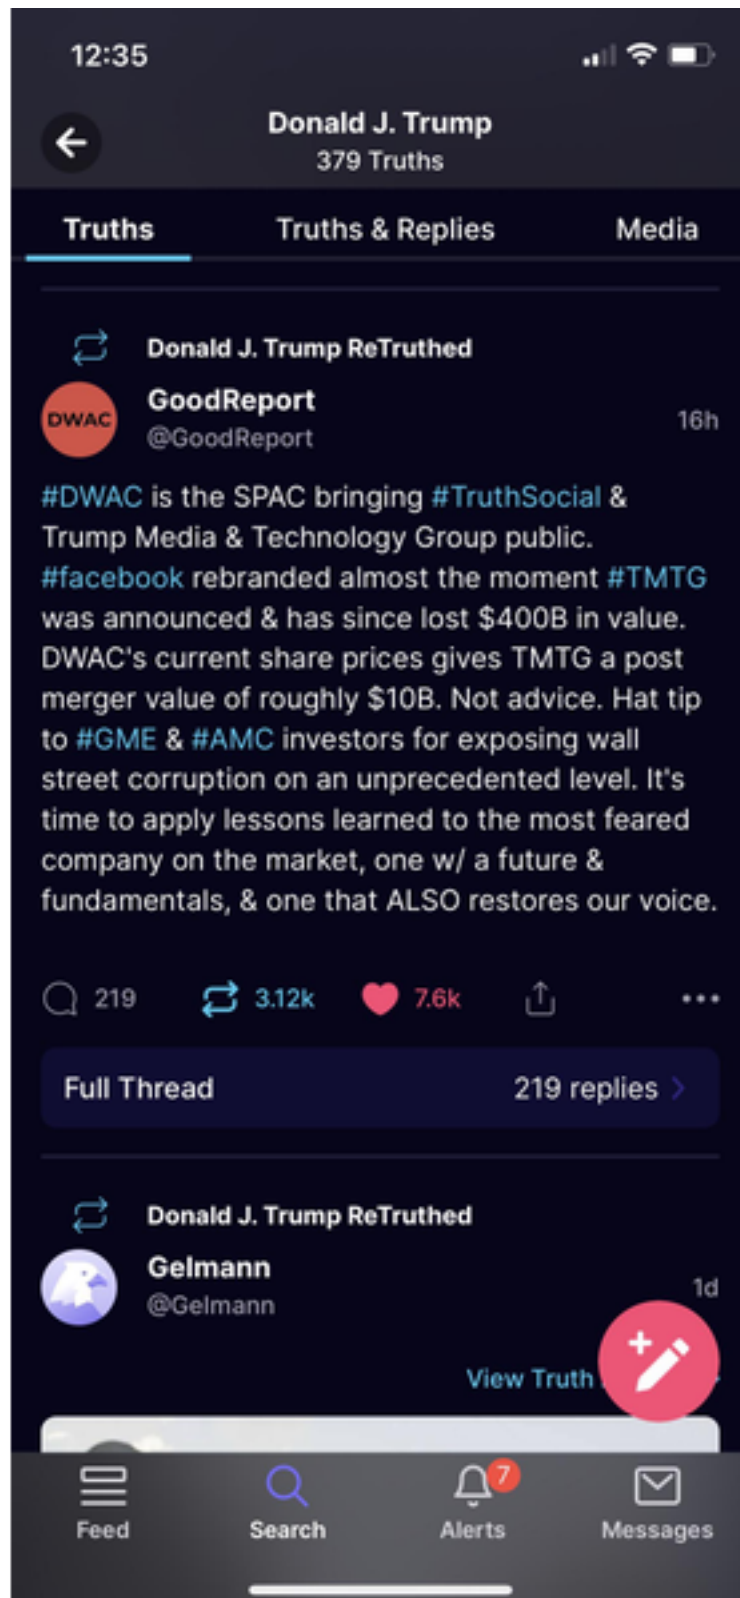 12:35
Donald J. Trump
379 Truths
Truths Truths & Replies Media
Donald J. Trump ReTruthed
DWAC
GoodReport
@GoodReport
16h
#DWAC is the SPAC bringing #TruthSocial &
Trump Media & Technology Group public.
#facebook rebranded almost the moment #TMTG
was announced & has since lost $400B in value.
DWAC's current share prices gives TMTG a post
merger value of roughly $10B. Not advice. Hat tip
to #GME & #AMC investors for exposing wall
street corruption on an unprecedented level. It's
time to apply lessons learned to the most feared
company on the market, one w/ a future &
fundamentals, & one that ALSO restores our voice.
219 3.12k 7.6k
Full Thread 219 replies
Donald J. Trump ReTruthed
Gelmann
@Gelmann
1d
View Truth
7
Feed Search Alerts Messages